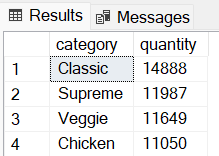 Results Messages
category quantity
1 Classic 14888
2 Supreme 11987
3 Veggie 11649
4 Chicken 11050